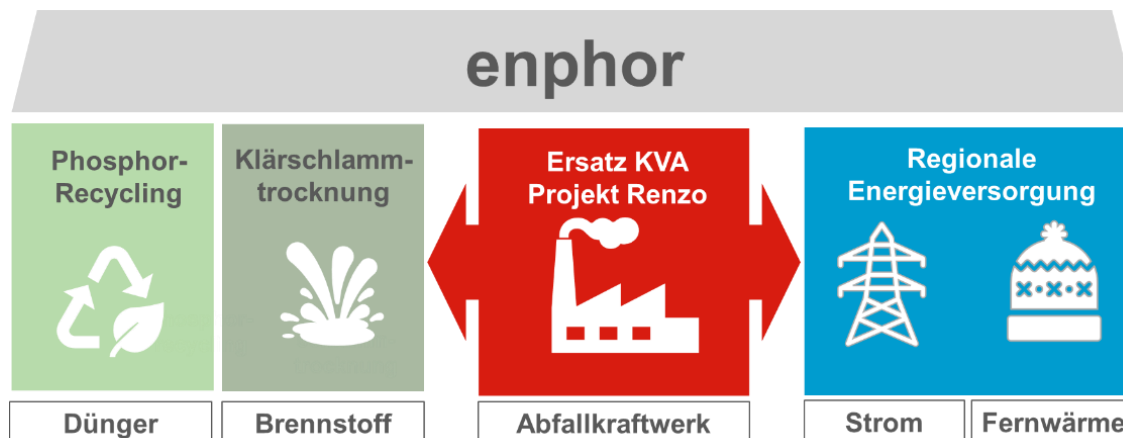 enphor
Phosphor-
Recycling
Klärschlamm-
trocknung
Ersatz KVA
Projekt Renzo
Regionale
Energieversorgung
Dünger
Brennstoff
Abfallkraftwerk
Strom
Fernwärme